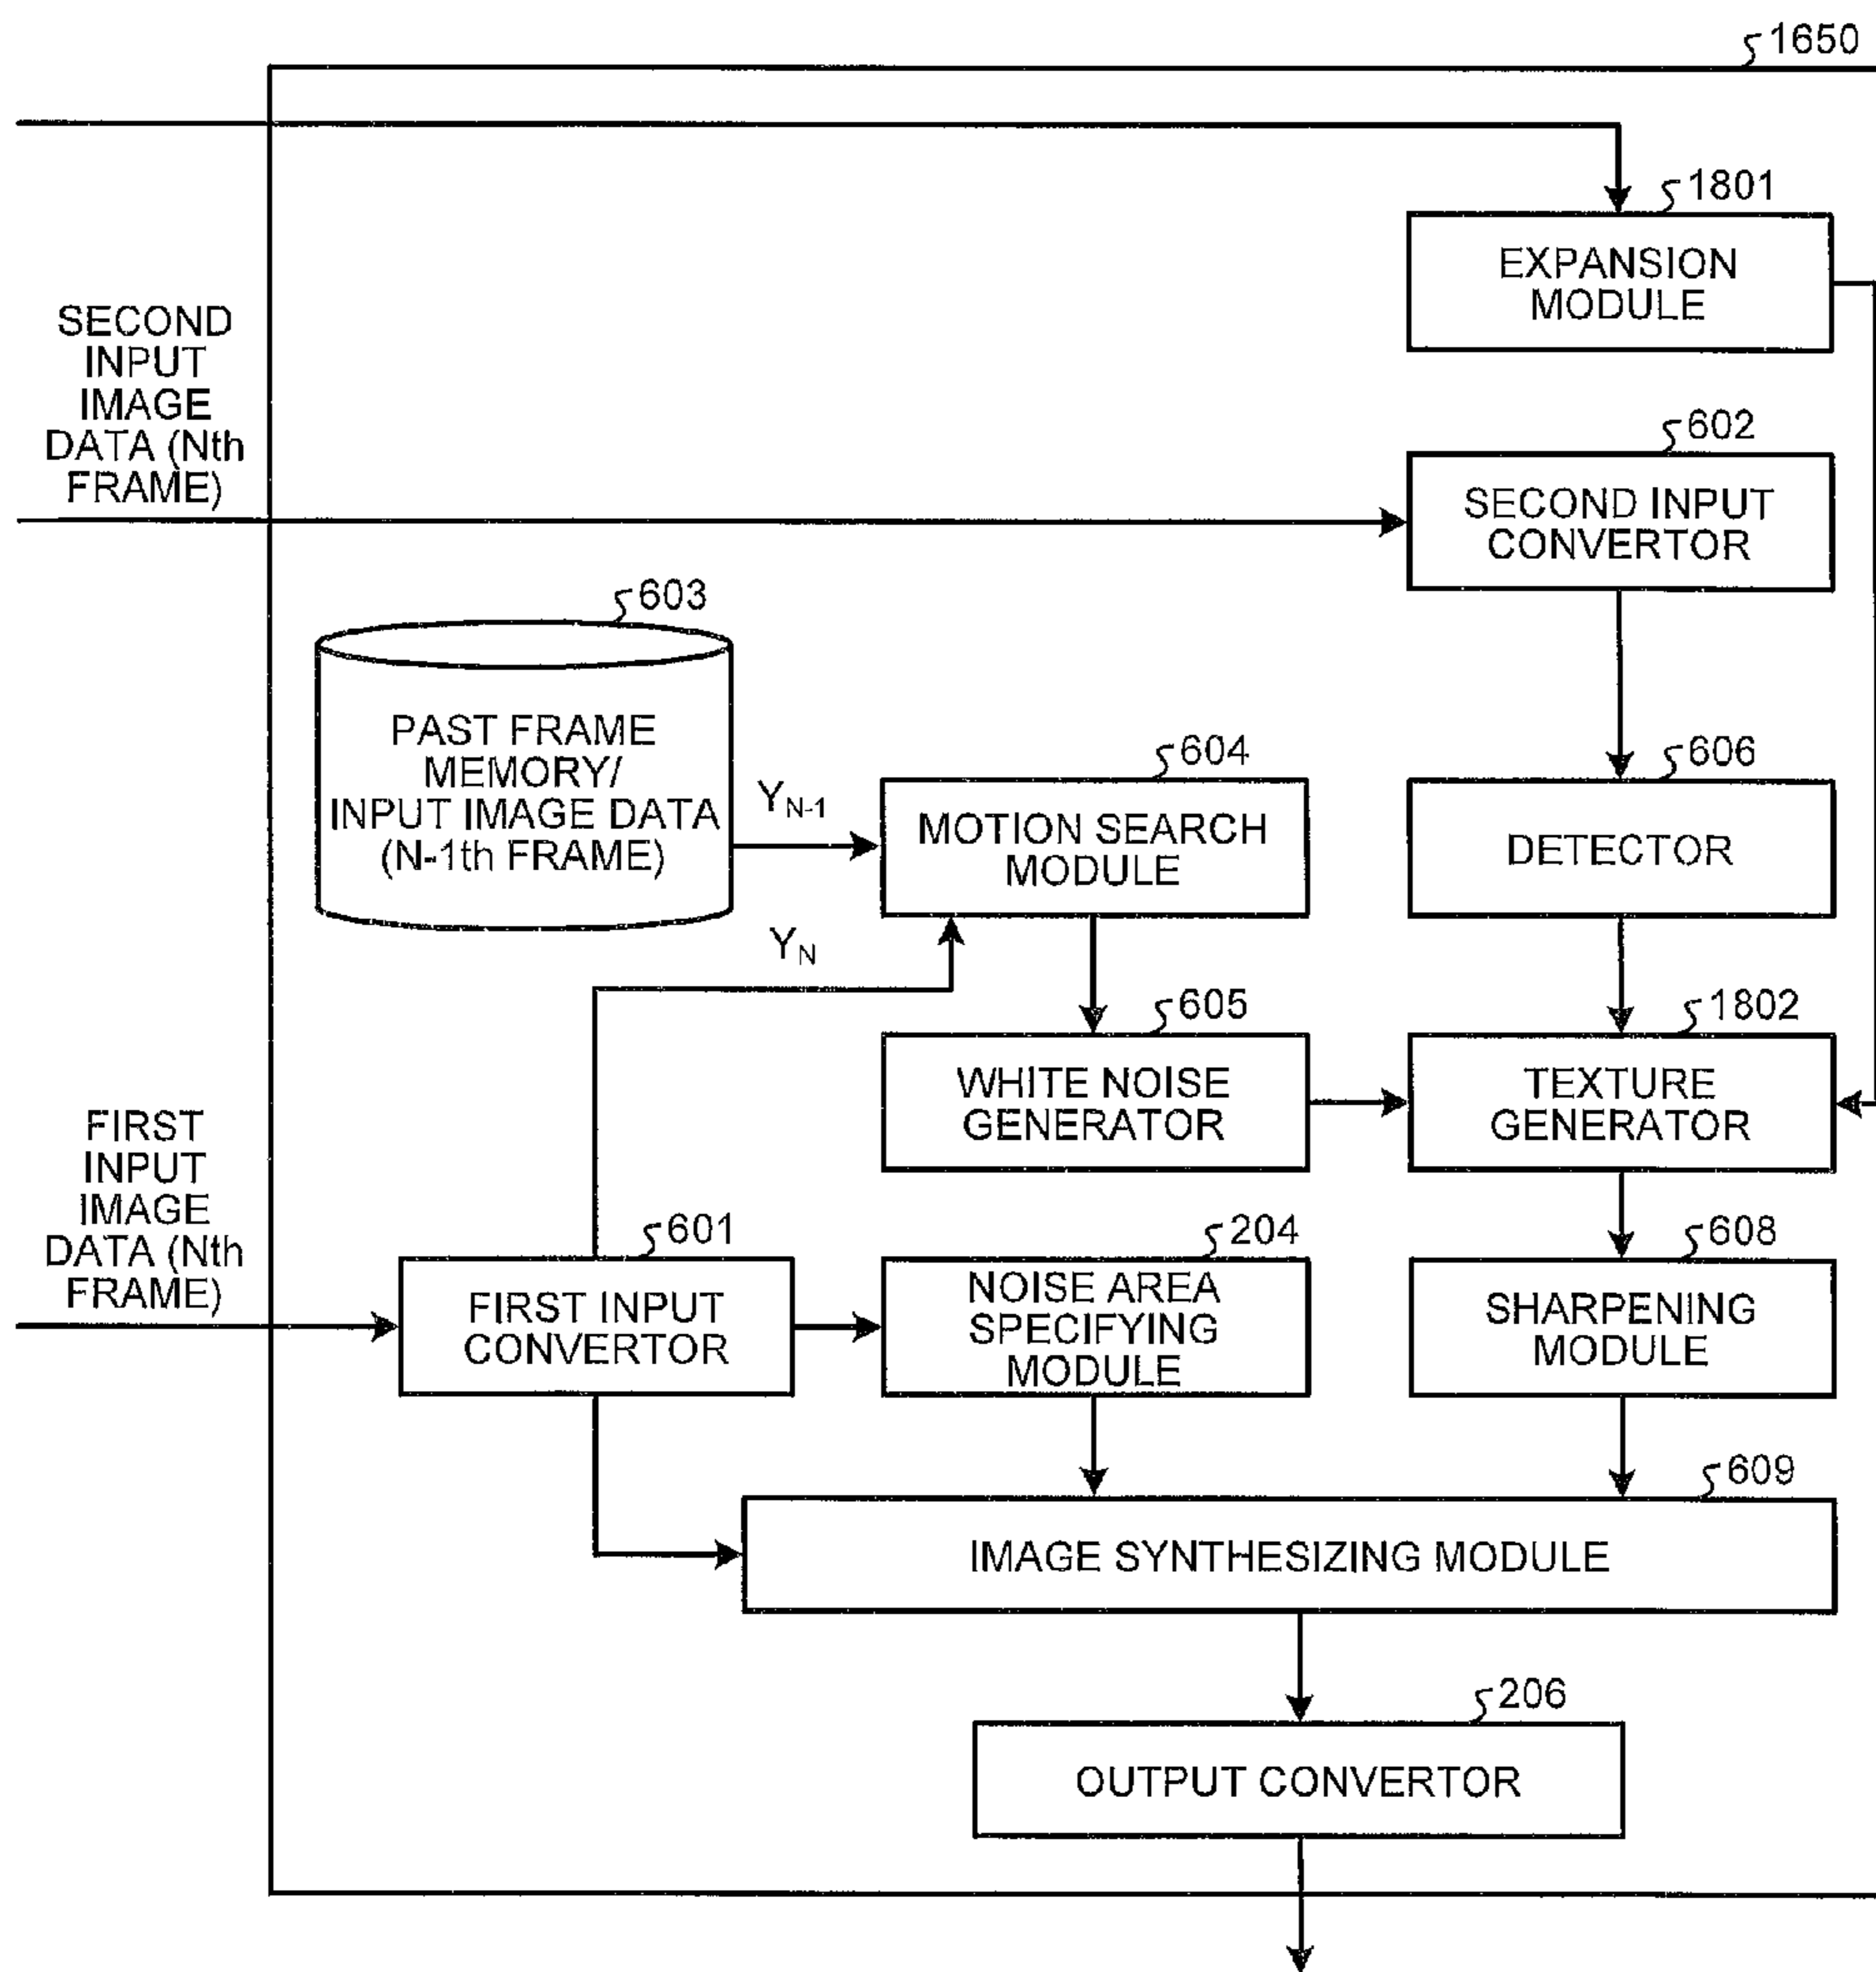 1650
1801
EXPANSION
MODULE
SECOND
INPUT
IMAGE
DATA (Nth
FRAME)
602
SECOND INPUT
CONVERTOR
603
PAST FRAME
MEMORY/
INPUT IMAGE DATA
(N-1th FRAME)
YN-1
604
MOTION SEARCH
MODULE
606
DETECTOR
YN
605
WHITE NOISE
GENERATOR
1802
TEXTURE
GENERATOR
FIRST
INPUT
IMAGE
DATA (Nth
FRAME)
601
FIRST INPUT
CONVERTOR
204
NOISE AREA
SPECIFYING
MODULE
608
SHARPENING
MODULE
609
IMAGE SYNTHESIZING MODULE
206
OUTPUT CONVERTOR